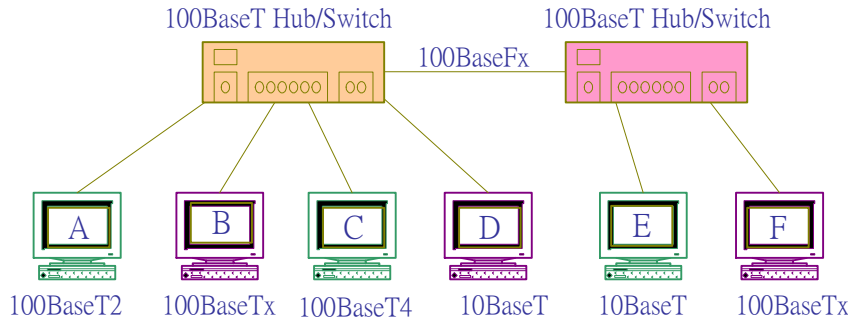 100BaseT Hub/Switch
100BaseT Hub/Switch
100BaseFx
A
B
C
D
E
F
100BaseT2
100BaseTx
100BaseT4
10BaseT
10BaseT
100BaseTx